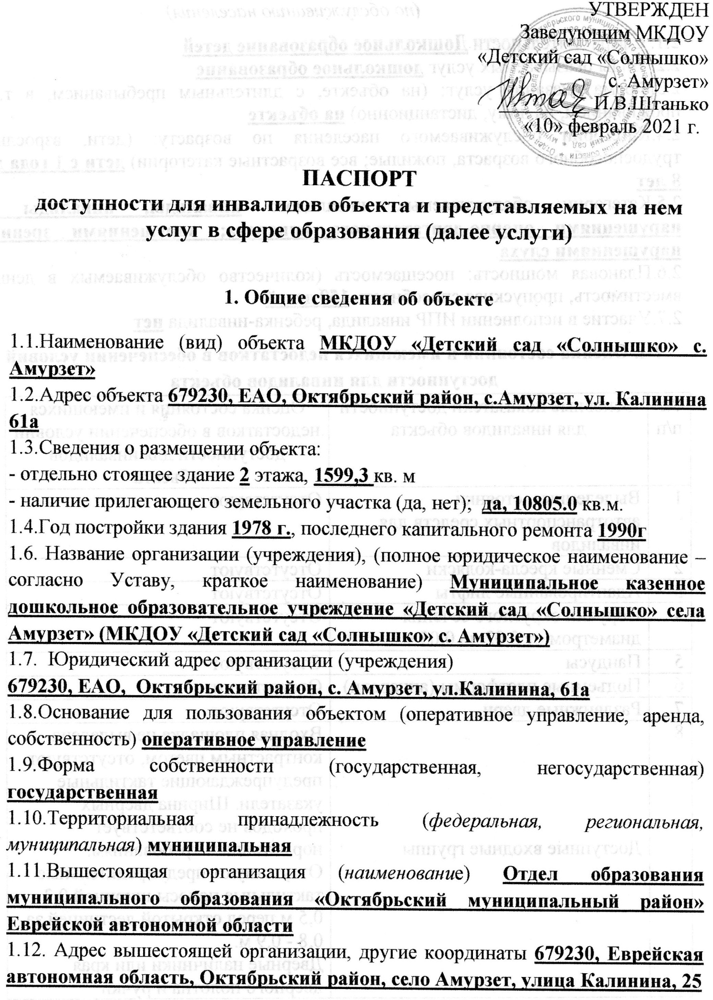 УТВЕРЖДЕН
Заведующим МКДОУ
«Детский сад «Солнышко»
с. Амурзет»
И.В.Штанько
«10» февраль 2021 г.
ПАСПОРТ
доступности для инвалидов объекта и представляемых на нем
услуг в сфере образования (далее услуги)
1. Общие сведения об объекте
1.1.Наименование (вид) объекта МКДОУ «Детский сад «Солнышко» с.
Амурзет»
1.2.Адрес объекта 679230, ЕАО, Октябрьский район, с.Амурзет, ул. Калинина
61а
1.3.Сведения о размещении объекта:
- отдельно стоящее здание 2 этажа, 1599,3 кв. м
- наличие прилегающего земельного участка (да, нет);  да, 10805.0 кв.м.
1.4.Год постройки здания 1978 г., последнего капитального ремонта 1990г
1.6. Название организации (учреждения), (полное юридическое наименование –
согласно Уставу, краткое наименование) Муниципальное казенное
дошкольное образовательное учреждение «Детский сад «Солнышко» села
Амурзет» (МКДОУ «Детский сад «Солнышко» с. Амурзет»)
1.7.  Юридический адрес организации (учреждения)
679230, ЕАО,  Октябрьский район, с. Амурзет, ул.Калинина, 61а
1.8.Основание для пользования объектом (оперативное управление, аренда,
собственность) оперативное управление
1.9.Форма собственности (государственная, негосударственная)
государственная
1.10.Территориальная принадлежность (федеральная, региональная,
муниципальная) муниципальная
1.11.Вышестоящая организация (наименование) Отдел образования
муниципального образования «Октябрьский муниципальный район»
Еврейской автономной области
1.12. Адрес вышестоящей организации, другие координаты 679230, Еврейская
автономная область, Октябрьский район, село Амурзет, улица Калинина, 25